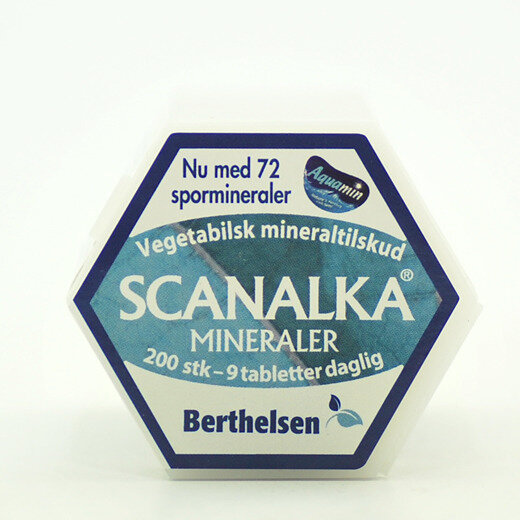 Nu med 72
spormineraler
Aquamin
Vegetabilsk mineraltilskud
SCANALKA®
MINERALER
200 stk – 9 tabletter daglig
Berthelsen